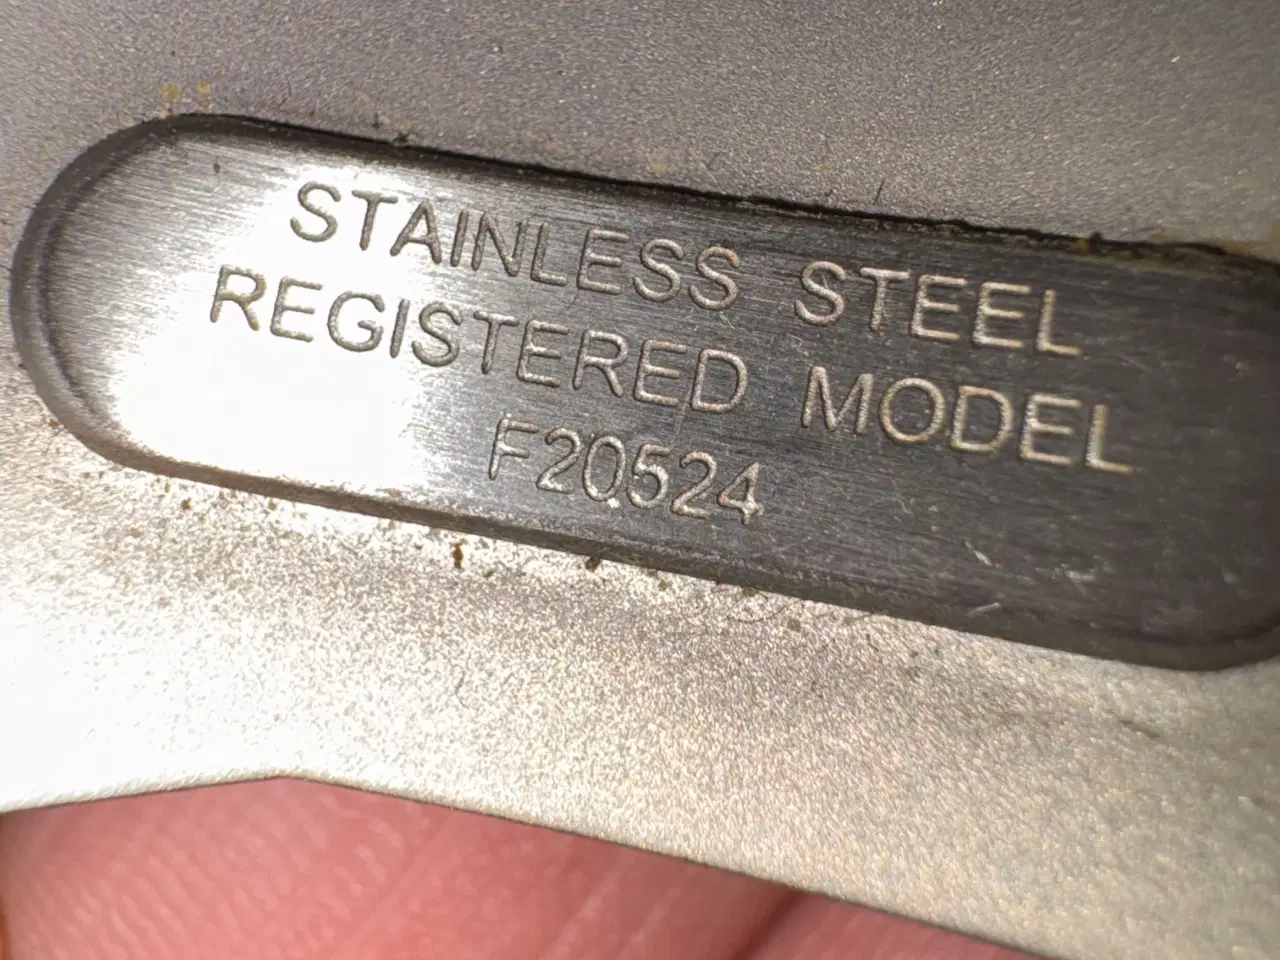 STAINLESS STEEL
REGISTERED MODEL
F20524